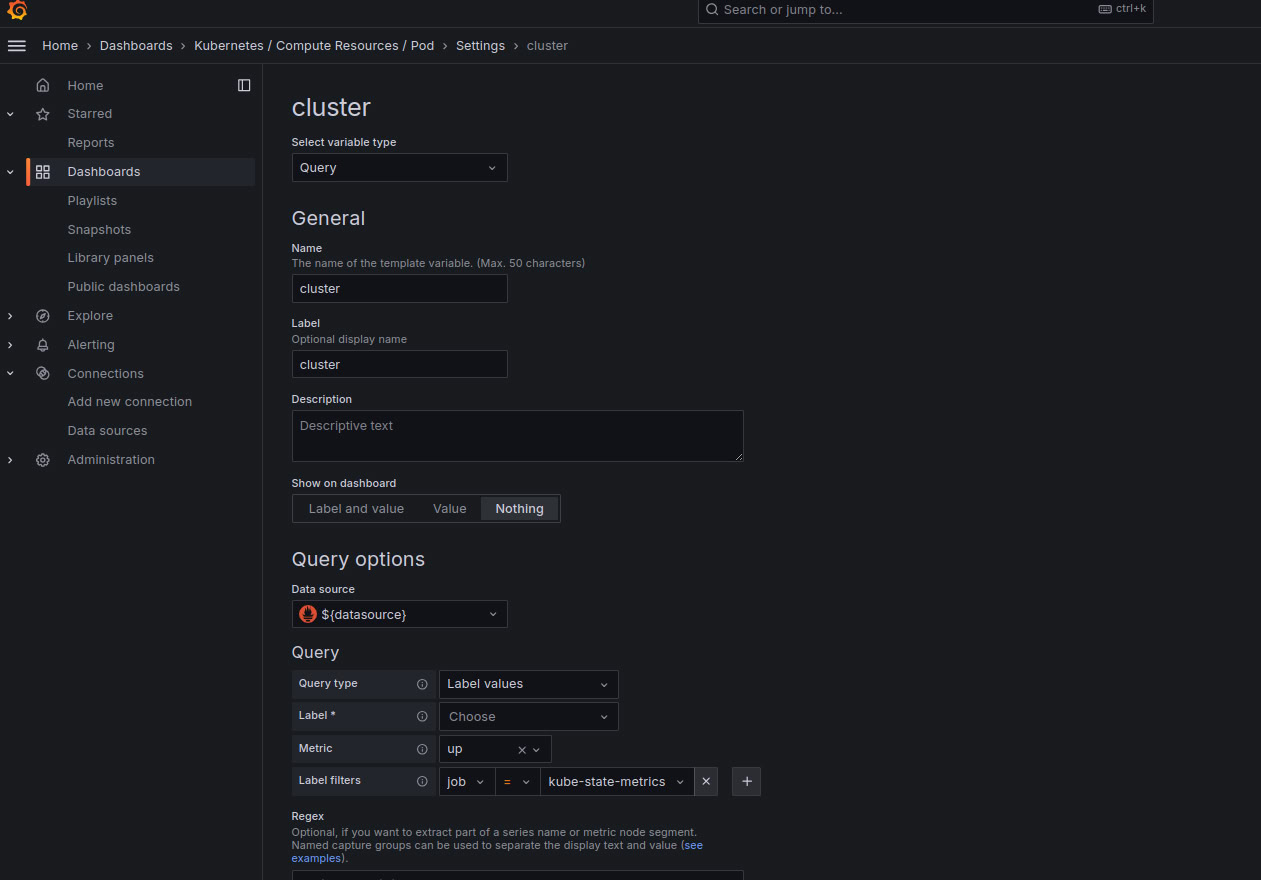 Search or jump to...
ctrl+k
Home › Dashboards › Kubernetes / Compute Resources / Pod › Settings › cluster
Home
Starred
Reports
Dashboards
Playlists
Snapshots
Library panels
Public dashboards
Explore
Alerting
Connections
Add new connection
Data sources
Administration
cluster
Select variable type
Query
General
Name
The name of the template variable. (Max. 50 characters)
cluster
Label
Optional display name
cluster
Description
Descriptive text
Show on dashboard
Label and value Value Nothing
Query options
Data source
${datasource}
Query
Query type Label values
Label * Choose
Metric up
Label filters job = kube-state-metrics
Regex
Optional, if you want to extract part of a series name or metric node segment.
Named capture groups can be used to separate the display text and value (see
examples).